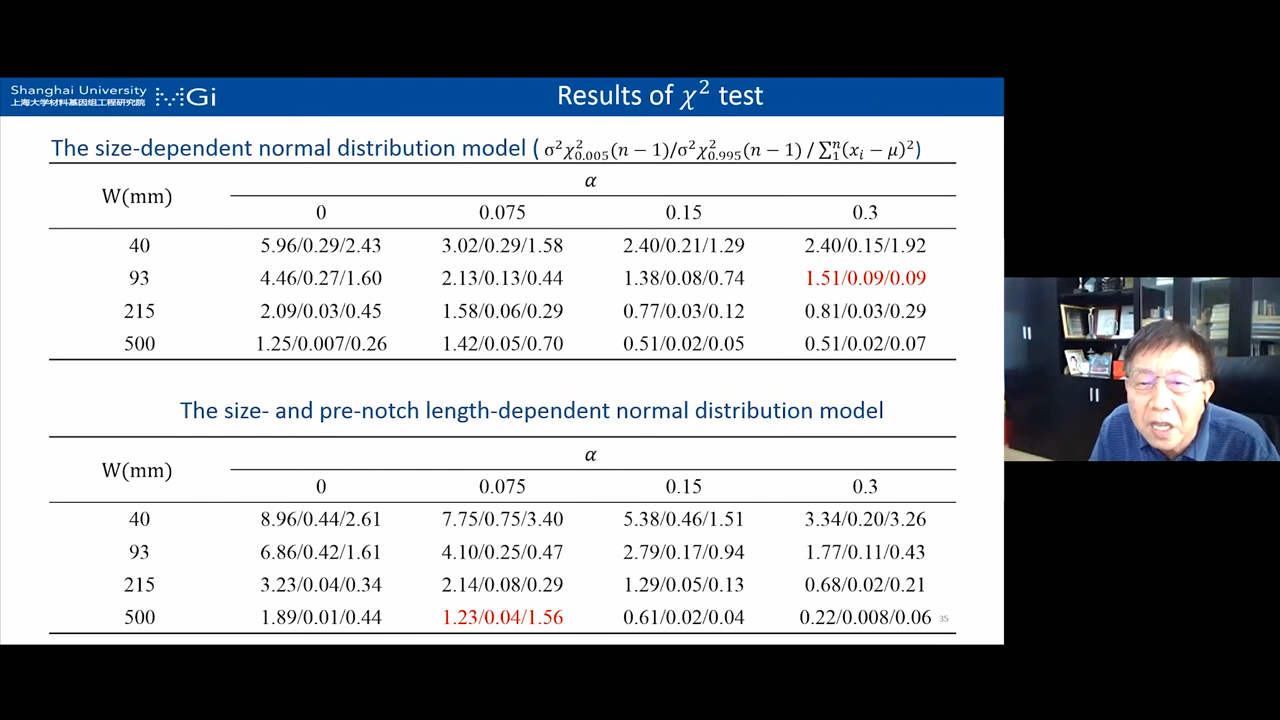 Shanghai University
上海大学材料基因组工程研究院
MGi
Results of χ² test
The size-dependent normal distribution model ( σ²χ²₀.₀₀₅(n − 1)/σ²χ²₀.₉₉₅(n − 1) / ∑₁ⁿ(xᵢ − μ)²)
W(mm) α
0 0.075 0.15 0.3
40 5.96/0.29/2.43 3.02/0.29/1.58 2.40/0.21/1.29 2.40/0.15/1.92
93 4.46/0.27/1.60 2.13/0.13/0.44 1.38/0.08/0.74 1.51/0.09/0.09
215 2.09/0.03/0.45 1.58/0.06/0.29 0.77/0.03/0.12 0.81/0.03/0.29
500 1.25/0.007/0.26 1.42/0.05/0.70 0.51/0.02/0.05 0.51/0.02/0.07
The size- and pre-notch length-dependent normal distribution model
W(mm) α
0 0.075 0.15 0.3
40 8.96/0.44/2.61 7.75/0.75/3.40 5.38/0.46/1.51 3.34/0.20/3.26
93 6.86/0.42/1.61 4.10/0.25/0.47 2.79/0.17/0.94 1.77/0.11/0.43
215 3.23/0.04/0.34 2.14/0.08/0.29 1.29/0.05/0.13 0.68/0.02/0.21
500 1.89/0.01/0.44 1.23/0.04/1.56 0.61/0.02/0.04 0.22/0.008/0.06
35